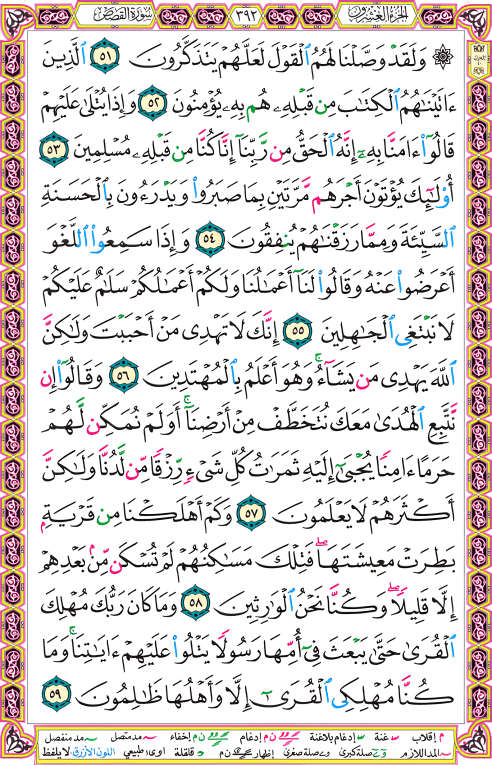 الجزء العشرون ٣٩٢ سورة القصص
۞ وَلَقَدْ وَصَّلْنَا لَهُمُ ٱلْقَوْلَ لَعَلَّهُمْ يَتَذَكَّرُونَ ٥١ ٱلَّذِينَ
ءَاتَيْنَٰهُمُ ٱلْكِتَٰبَ مِن قَبْلِهِۦ هُم بِهِۦ يُؤْمِنُونَ ٥٢ وَإِذَا يُتْلَىٰ عَلَيْهِمْ
قَالُوٓا۟ ءَامَنَّا بِهِۦٓ إِنَّهُ ٱلْحَقُّ مِن رَّبِّنَآ إِنَّا كُنَّا مِن قَبْلِهِۦ مُسْلِمِينَ ٥٣
أُو۟لَٰٓئِكَ يُؤْتَوْنَ أَجْرَهُم مَّرَّتَيْنِ بِمَا صَبَرُوا۟ وَيَدْرَءُونَ بِٱلْحَسَنَةِ
ٱلسَّيِّئَةَ وَمِمَّا رَزَقْنَٰهُمْ يُنفِقُونَ ٥٤ وَإِذَا سَمِعُوا۟ ٱللَّغْوَ
أَعْرَضُوا۟ عَنْهُ وَقَالُوا۟ لَنَآ أَعْمَٰلُنَا وَلَكُمْ أَعْمَٰلُكُمْ سَلَٰمٌ عَلَيْكُمْ
لَا نَبْتَغِى ٱلْجَٰهِلِينَ ٥٥ إِنَّكَ لَا تَهْدِى مَنْ أَحْبَبْتَ وَلَٰكِنَّ
ٱللَّهَ يَهْدِى مَن يَشَآءُ ۚ وَهُوَ أَعْلَمُ بِٱلْمُهْتَدِينَ ٥٦ وَقَالُوٓا۟ إِن
نَّتَّبِعِ ٱلْهُدَىٰ مَعَكَ نُتَخَطَّفْ مِنْ أَرْضِنَآ ۚ أَوَلَمْ نُمَكِّن لَّهُمْ
حَرَمًا ءَامِنًا يُجْبَىٰٓ إِلَيْهِ ثَمَرَٰتُ كُلِّ شَىْءٍ رِّزْقًا مِّن لَّدُنَّا وَلَٰكِنَّ
أَكْثَرَهُمْ لَا يَعْلَمُونَ ٥٧ وَكَمْ أَهْلَكْنَا مِن قَرْيَةٍۭ
بَطِرَتْ مَعِيشَتَهَا ۖ فَتِلْكَ مَسَٰكِنُهُمْ لَمْ تُسْكَن مِّنۢ بَعْدِهِمْ
إِلَّا قَلِيلًا ۖ وَكُنَّا نَحْنُ ٱلْوَٰرِثِينَ ٥٨ وَمَا كَانَ رَبُّكَ مُهْلِكَ
ٱلْقُرَىٰ حَتَّىٰ يَبْعَثَ فِىٓ أُمِّهَا رَسُولًا يَتْلُوا۟ عَلَيْهِمْ ءَايَٰتِنَا ۚ وَمَا
كُنَّا مُهْلِكِى ٱلْقُرَىٰٓ إِلَّا وَأَهْلُهَا ظَٰلِمُونَ ٥٩
م إقلاب س غنة س إدغام بلاغنة ن م إدغام ن م إخفاء مد متصل مد منفصل
المد اللازم صلة كبرى صلة صغرى إظهار ن م قلقلة اوى طبيعي اللون الأزرق لا يلفظ